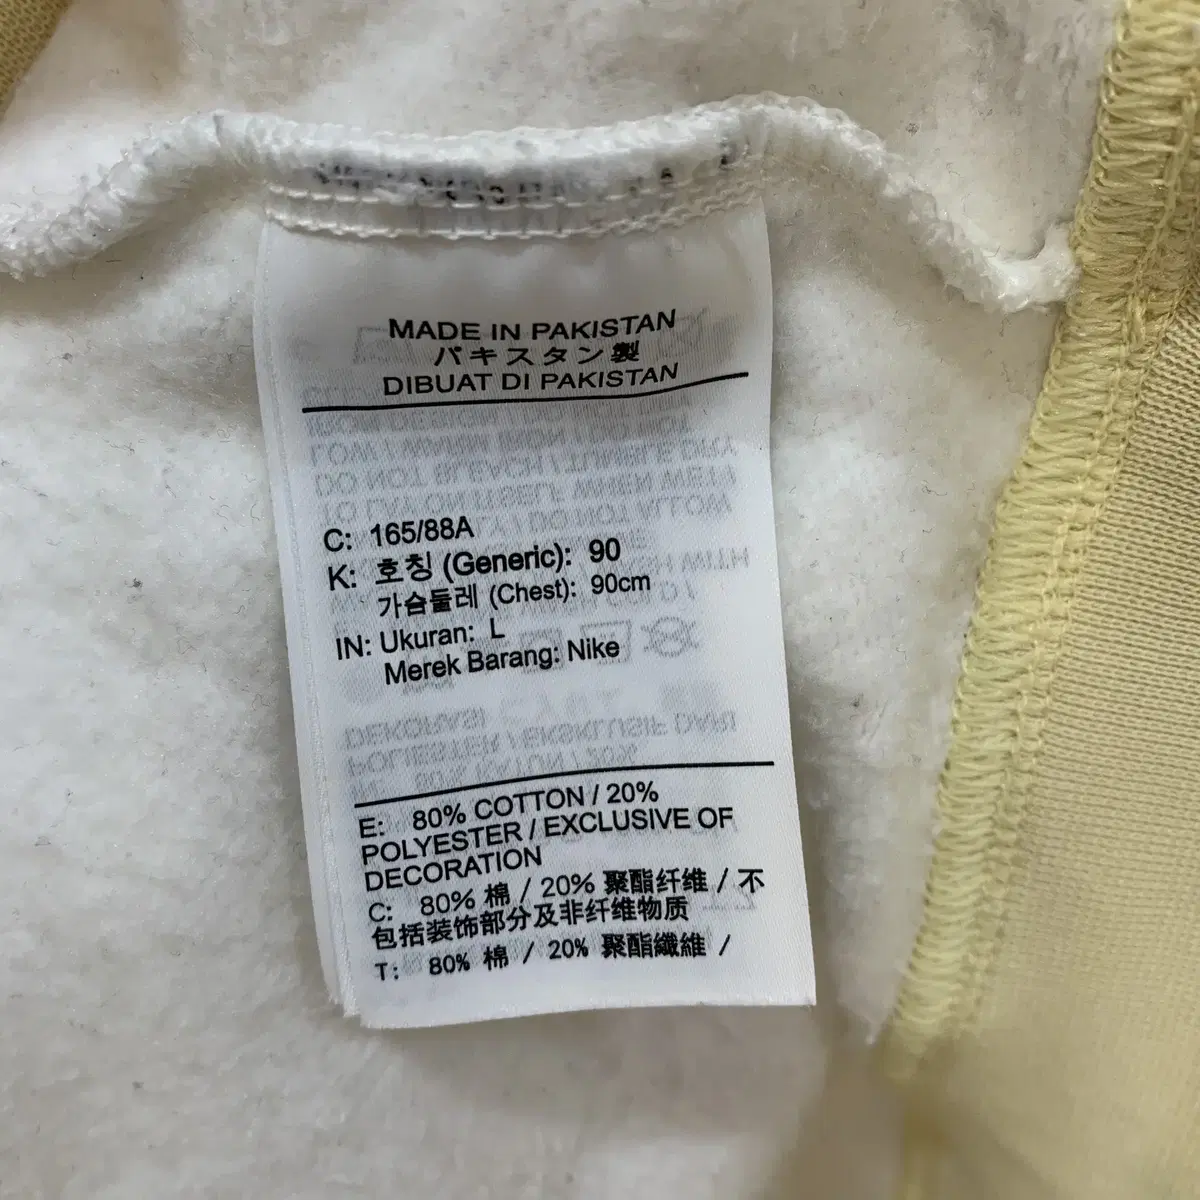 MADE IN PAKISTAN
パキスタン製
DIBUAT DI PAKISTAN
C: 165/88A
K: 호칭 (Generic): 90
가슴둘레 (Chest): 90cm
IN: Ukuran: L
Merek Barang: Nike
E: 80% COTTON / 20%
POLYESTER / EXCLUSIVE OF
DECORATION
C: 80% 棉 / 20% 聚酯纤维 / 不
包括装饰部分及非纤维物质
T: 80% 棉 / 20% 聚酯纖維 /